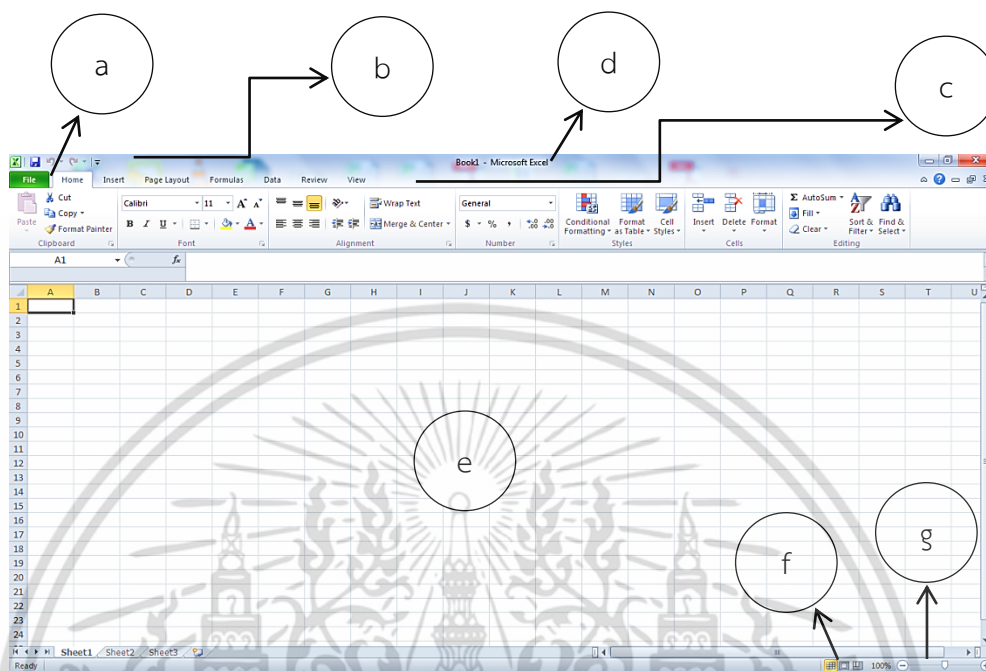 a
b
d
c
Book1 - Microsoft Excel
File Home Insert Page Layout Formulas Data Review View
Paste Cut Calibri 11 A A Wrap Text General Conditional Formatting Format as Table Cell Styles Insert Delete Format Σ AutoSum Sort & Filter Find & Select
Copy B I U A Merge & Center $ % , .0 .00 .00 .0 Fill
Format Painter Clear
Clipboard Font Alignment Number Styles Cells Editing
A1 fx
A B C D E F G H I J K L M N O P Q R S T U
1
2
3
4
5
6
7
8
9
10
11
12
e
13
14
15
16
17
g
18
f
19
20
21
22
23
24
Sheet1 Sheet2 Sheet3
Ready 100%